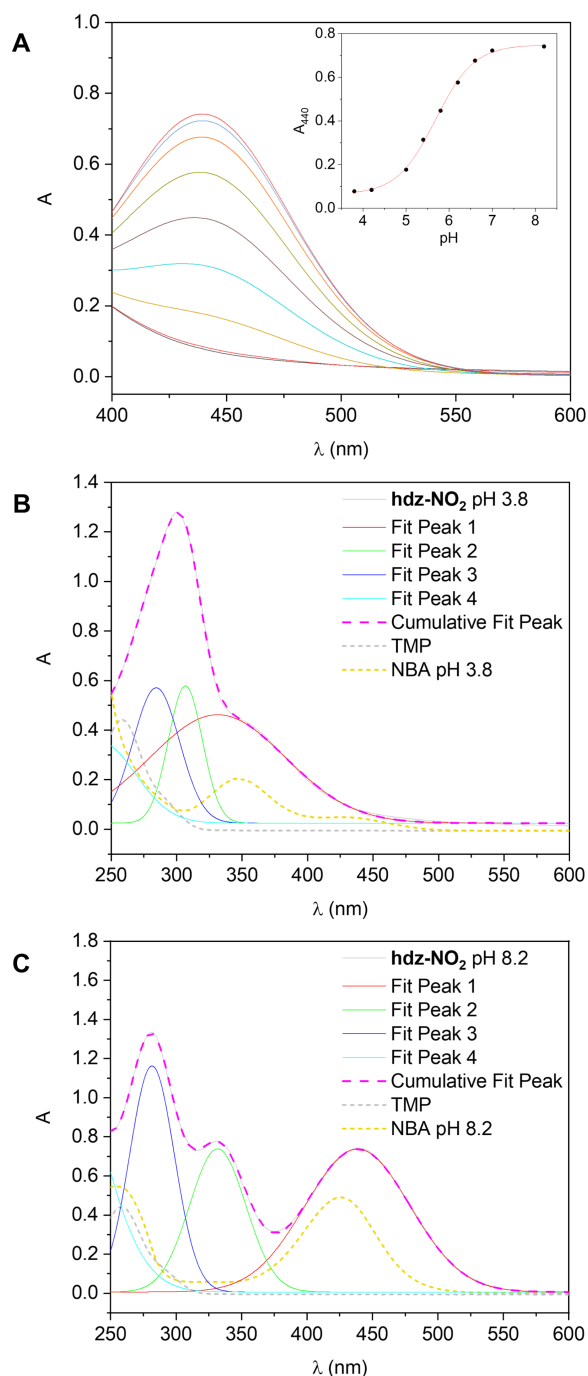 A
1.0
0.8
0.6
0.4
0.2
0.0
A
400
450
500
550
600
λ (nm)
0.8
0.6
0.4
0.2
0.0
A440
4
5
6
7
8
pH
B
1.4
1.2
1.0
0.8
0.6
0.4
0.2
0.0
A
hdz-NO2 pH 3.8
Fit Peak 1
Fit Peak 2
Fit Peak 3
Fit Peak 4
Cumulative Fit Peak
TMP
NBA pH 3.8
250
300
350
400
450
500
550
600
λ (nm)
C
1.8
1.6
1.4
1.2
1.0
0.8
0.6
0.4
0.2
0.0
A
hdz-NO2 pH 8.2
Fit Peak 1
Fit Peak 2
Fit Peak 3
Fit Peak 4
Cumulative Fit Peak
TMP
NBA pH 8.2
250
300
350
400
450
500
550
600
λ (nm)